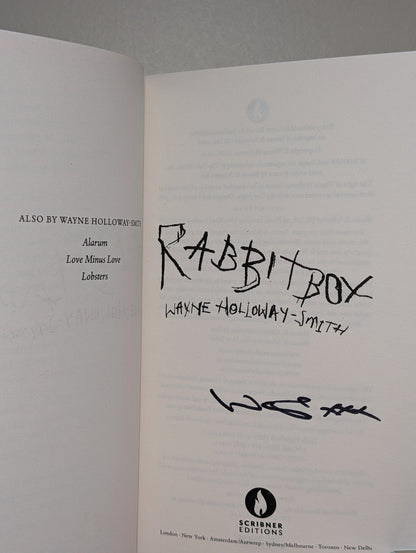 ALSO BY WAYNE HOLLOWAY-SMITH
Alarum
Love Minus Love
Lobsters
RABBITBOX
WAYNE HOLLOWAY-SMITH
SCRIBNER
EDITIONS
London · New York · Amsterdam/Antwerp · Sydney/Melbourne · Toronto · New Delhi